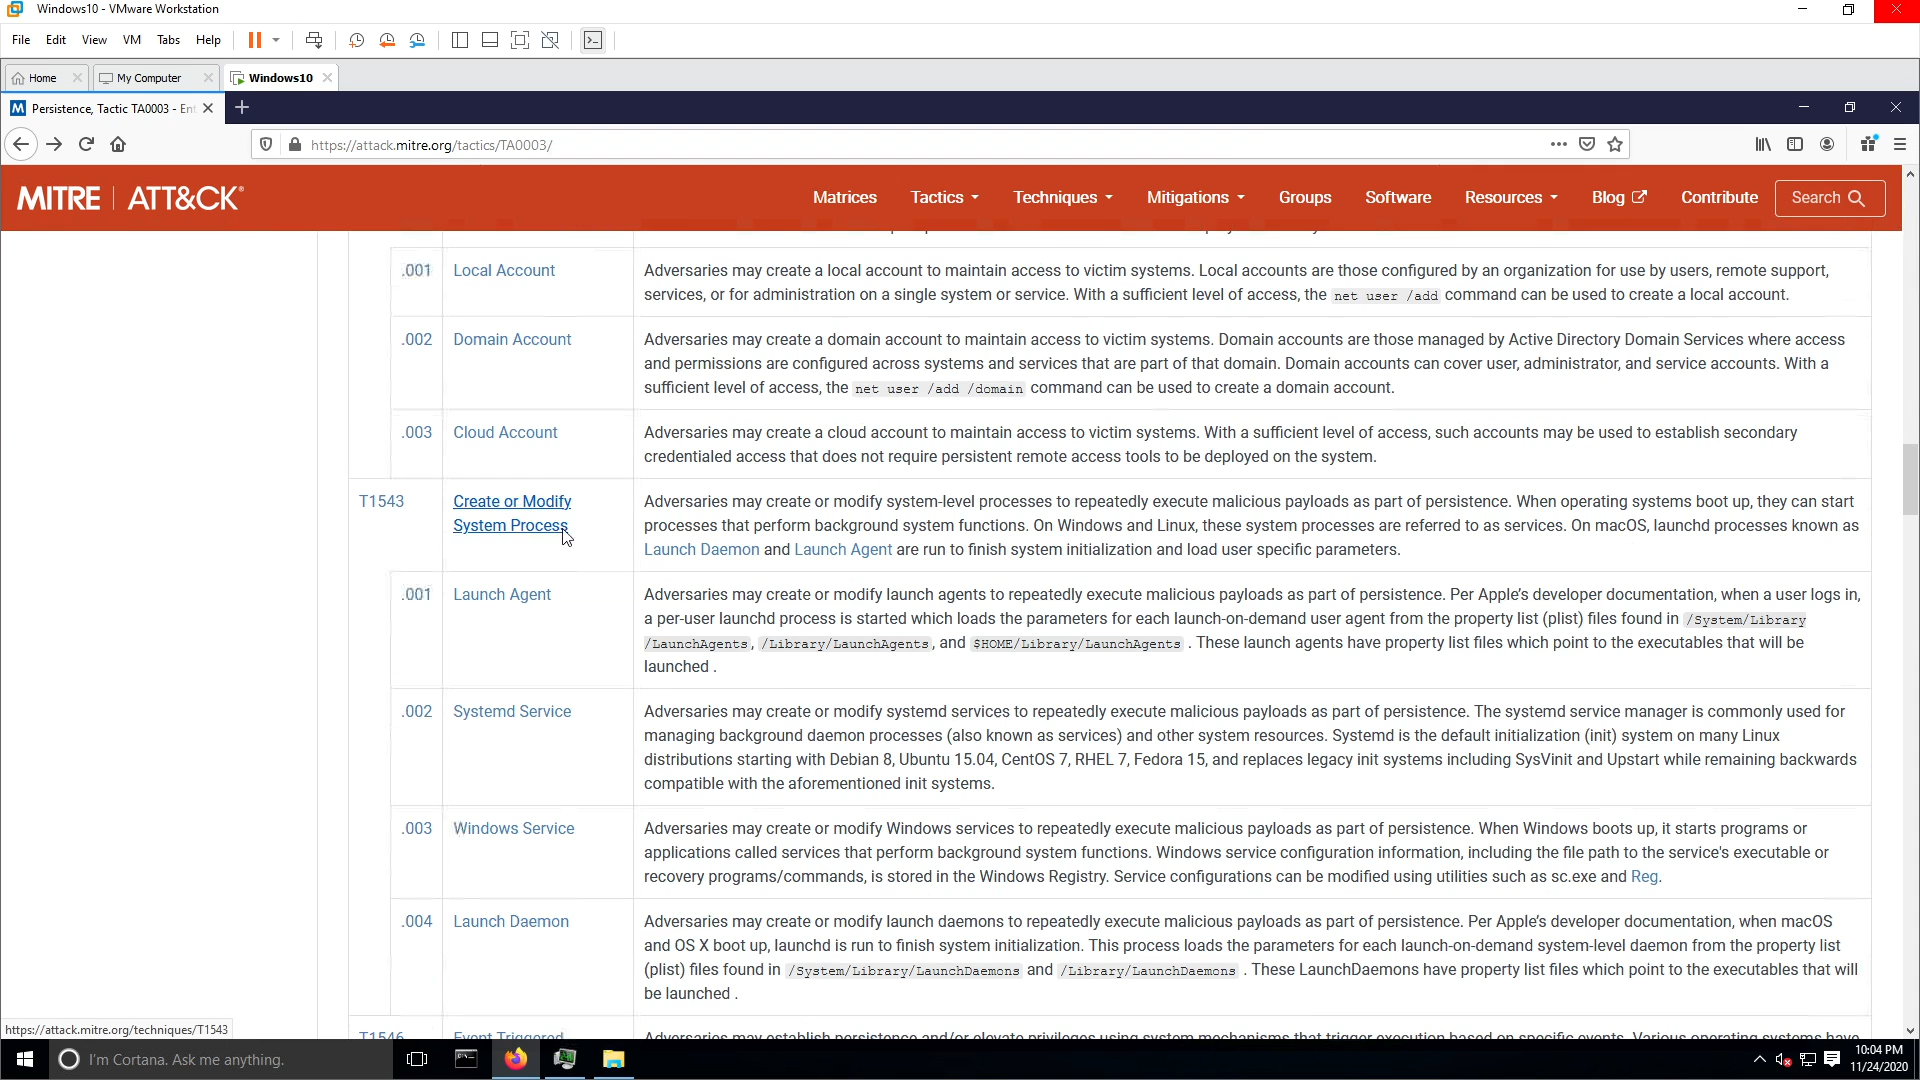 Windows10 - VMware Workstation
File Edit View VM Tabs Help
Home My Computer Windows10
Persistence, Tactic TA0003 - Ent
https://attack.mitre.org/tactics/TA0003/
MITRE | ATT&CK®
Matrices Tactics Techniques Mitigations Groups Software Resources Blog Contribute Search
.001 Local Account Adversaries may create a local account to maintain access to victim systems. Local accounts are those configured by an organization for use by users, remote support,
services, or for administration on a single system or service. With a sufficient level of access, the net user /add command can be used to create a local account.
.002 Domain Account Adversaries may create a domain account to maintain access to victim systems. Domain accounts are those managed by Active Directory Domain Services where access
and permissions are configured across systems and services that are part of that domain. Domain accounts can cover user, administrator, and service accounts. With a
sufficient level of access, the net user /add /domain command can be used to create a domain account.
.003 Cloud Account Adversaries may create a cloud account to maintain access to victim systems. With a sufficient level of access, such accounts may be used to establish secondary
credentialed access that does not require persistent remote access tools to be deployed on the system.
T1543 Create or Modify Adversaries may create or modify system-level processes to repeatedly execute malicious payloads as part of persistence. When operating systems boot up, they can start
System Process processes that perform background system functions. On Windows and Linux, these system processes are referred to as services. On macOS, launchd processes known as
Launch Daemon and Launch Agent are run to finish system initialization and load user specific parameters.
.001 Launch Agent Adversaries may create or modify launch agents to repeatedly execute malicious payloads as part of persistence. Per Apple's developer documentation, when a user logs in,
a per-user launchd process is started which loads the parameters for each launch-on-demand user agent from the property list (plist) files found in /System/Library
/LaunchAgents, /Library/LaunchAgents, and $HOME/Library/LaunchAgents . These launch agents have property list files which point to the executables that will be
launched .
.002 Systemd Service Adversaries may create or modify systemd services to repeatedly execute malicious payloads as part of persistence. The systemd service manager is commonly used for
managing background daemon processes (also known as services) and other system resources. Systemd is the default initialization (init) system on many Linux
distributions starting with Debian 8, Ubuntu 15.04, CentOS 7, RHEL 7, Fedora 15, and replaces legacy init systems including SysVinit and Upstart while remaining backwards
compatible with the aforementioned init systems.
.003 Windows Service Adversaries may create or modify Windows services to repeatedly execute malicious payloads as part of persistence. When Windows boots up, it starts programs or
applications called services that perform background system functions. Windows service configuration information, including the file path to the service's executable or
recovery programs/commands, is stored in the Windows Registry. Service configurations can be modified using utilities such as sc.exe and Reg.
.004 Launch Daemon Adversaries may create or modify launch daemons to repeatedly execute malicious payloads as part of persistence. Per Apple's developer documentation, when macOS
and OS X boot up, launchd is run to finish system initialization. This process loads the parameters for each launch-on-demand system-level daemon from the property list
(plist) files found in /System/Library/LaunchDaemons and /Library/LaunchDaemons . These LaunchDaemons have property list files which point to the executables that will
be launched .
T1546 Event Triggered Adversaries may establish persistence and/or elevate privileges using system mechanisms that trigger execution based on specific events. Various operating systems have
https://attack.mitre.org/techniques/T1543
I'm Cortana. Ask me anything.
10:04 PM
11/24/2020